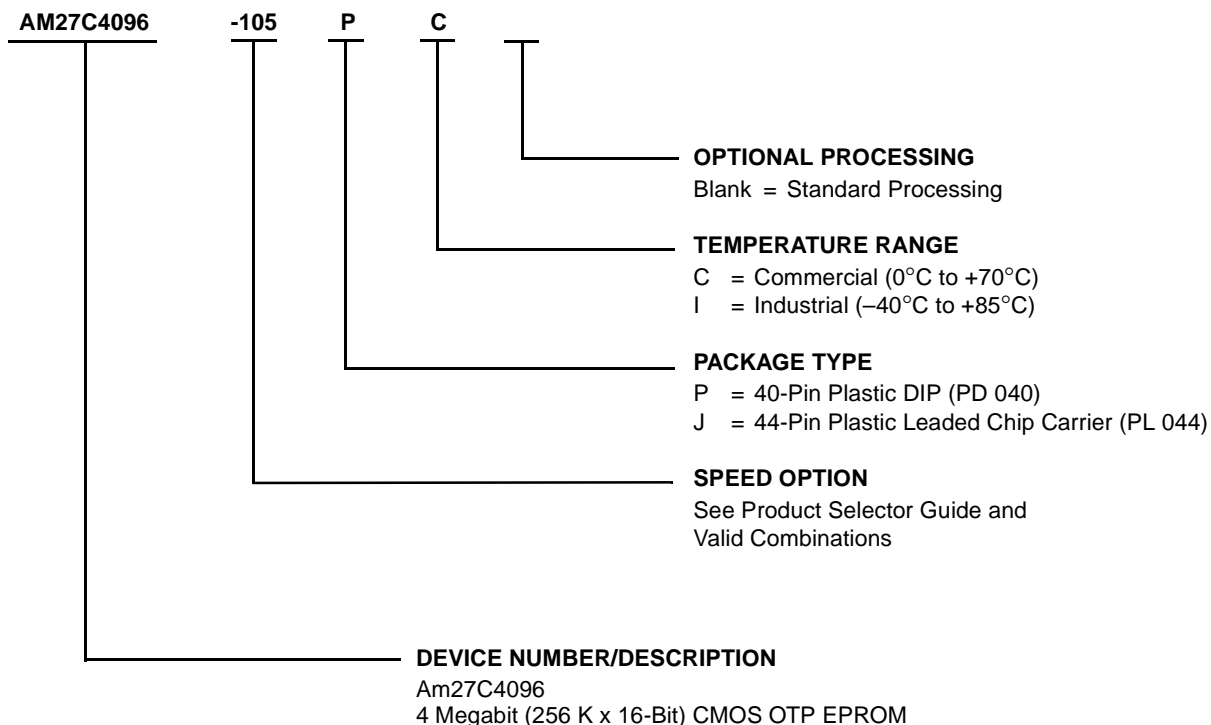 AM27C4096 -105 P C
OPTIONAL PROCESSING
Blank = Standard Processing
TEMPERATURE RANGE
C = Commercial (0°C to +70°C)
I = Industrial (–40°C to +85°C)
PACKAGE TYPE
P = 40-Pin Plastic DIP (PD 040)
J = 44-Pin Plastic Leaded Chip Carrier (PL 044)
SPEED OPTION
See Product Selector Guide and
Valid Combinations
DEVICE NUMBER/DESCRIPTION
Am27C4096
4 Megabit (256 K x 16-Bit) CMOS OTP EPROM